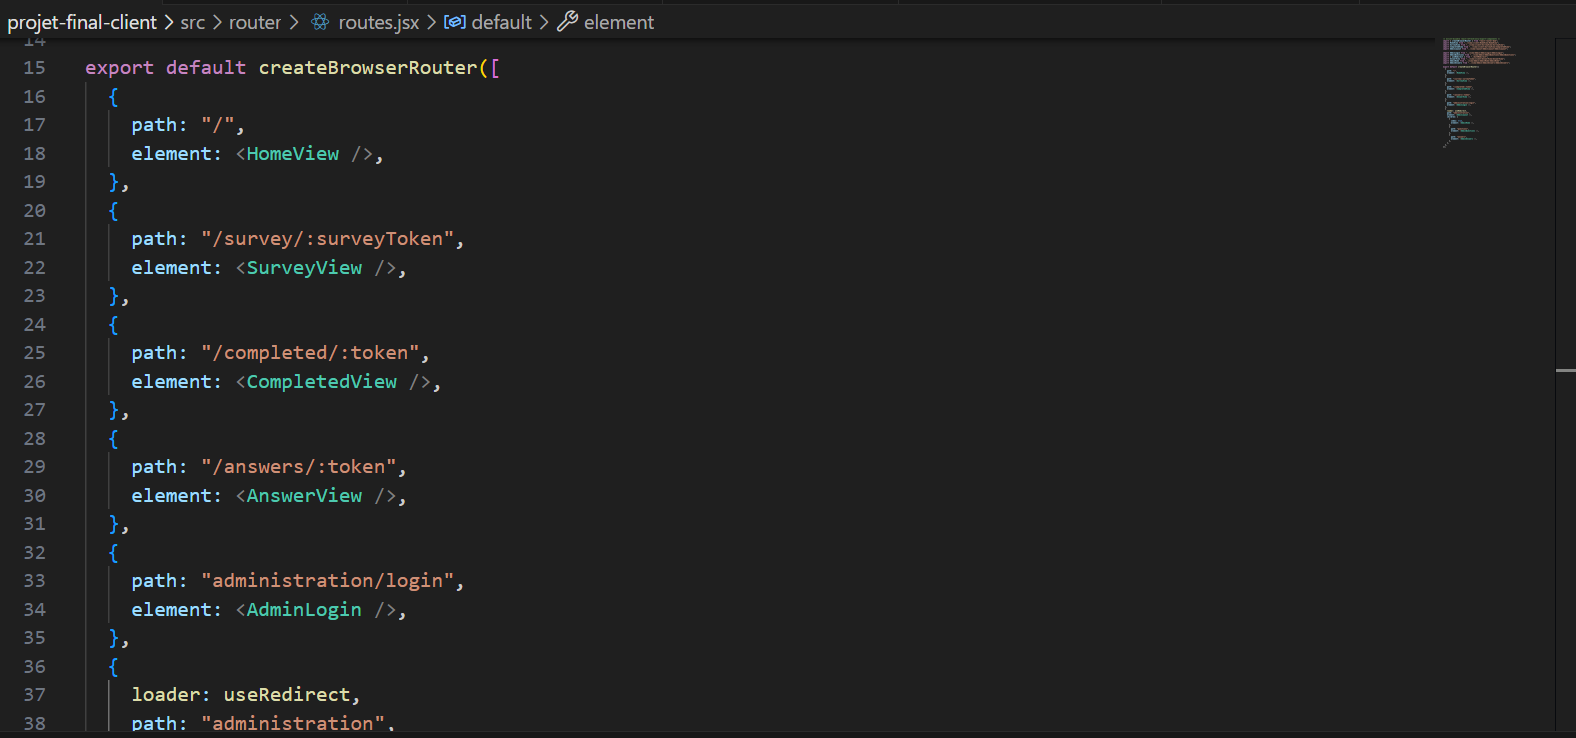 projet-final-client > src > router > routes.jsx > default > element
14
15 export default createBrowserRouter([
16 {
17 path: "/",
18 element: <HomeView />,
19 },
20 {
21 path: "/survey/:surveyToken",
22 element: <SurveyView />,
23 },
24 {
25 path: "/completed/:token",
26 element: <CompletedView />,
27 },
28 {
29 path: "/answers/:token",
30 element: <AnswerView />,
31 },
32 {
33 path: "administration/login",
34 element: <AdminLogin />,
35 },
36 {
37 loader: useRedirect,
38 path: "administration",